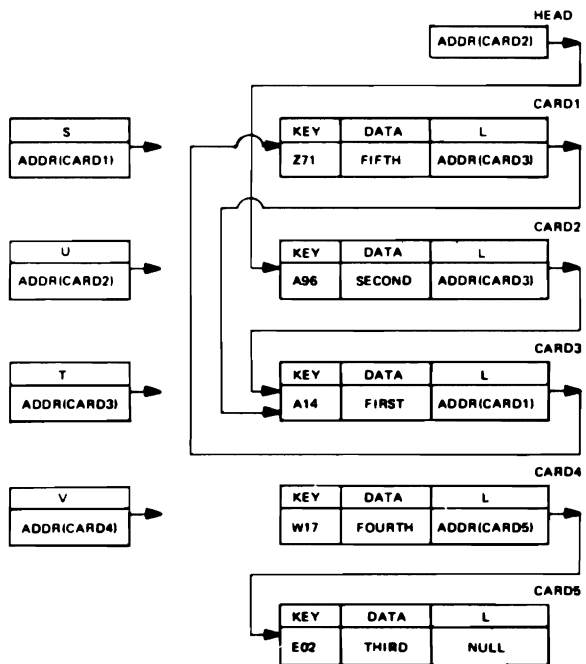 HEAD
ADDR(CARD2)
CARD1
S
ADDR(CARD1)
KEY DATA L
Z71 FIFTH ADDR(CARD3)
CARD2
U
ADDR(CARD2)
KEY DATA L
A96 SECOND ADDR(CARD3)
CARD3
T
ADDR(CARD3)
KEY DATA L
A14 FIRST ADDR(CARD1)
CARD4
V
ADDR(CARD4)
KEY DATA L
W17 FOURTH ADDR(CARD5)
CARD5
KEY DATA L
E02 THIRD NULL